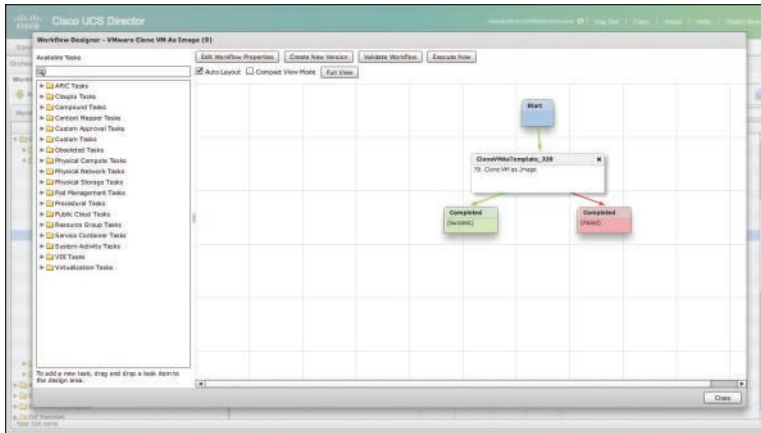 Cisco UCS Director
Workflow Designer - VMware Clone VM As Image (9)
Available Tasks
Edit Workflow Properties
Create New Version
Validate Workflow
Execute Now
Auto Layout
Compact View Mode
Full View
APIC Tasks
Cloupia Tasks
Compound Tasks
Context Mapper Tasks
Custom Approval Tasks
Custom Tasks
Obsoleted Tasks
Physical Compute Tasks
Physical Network Tasks
Physical Storage Tasks
Pod Management Tasks
Procedural Tasks
Public Cloud Tasks
Resource Group Tasks
Service Container Tasks
System Activity Tasks
VDI Tasks
Virtualization Tasks
Start
CloneVMAsTemplate_328
Clone VM as Image
Completed
(Success)
Completed
(Failed)
To add a new task, drag and drop a task item to
the design area.
Close